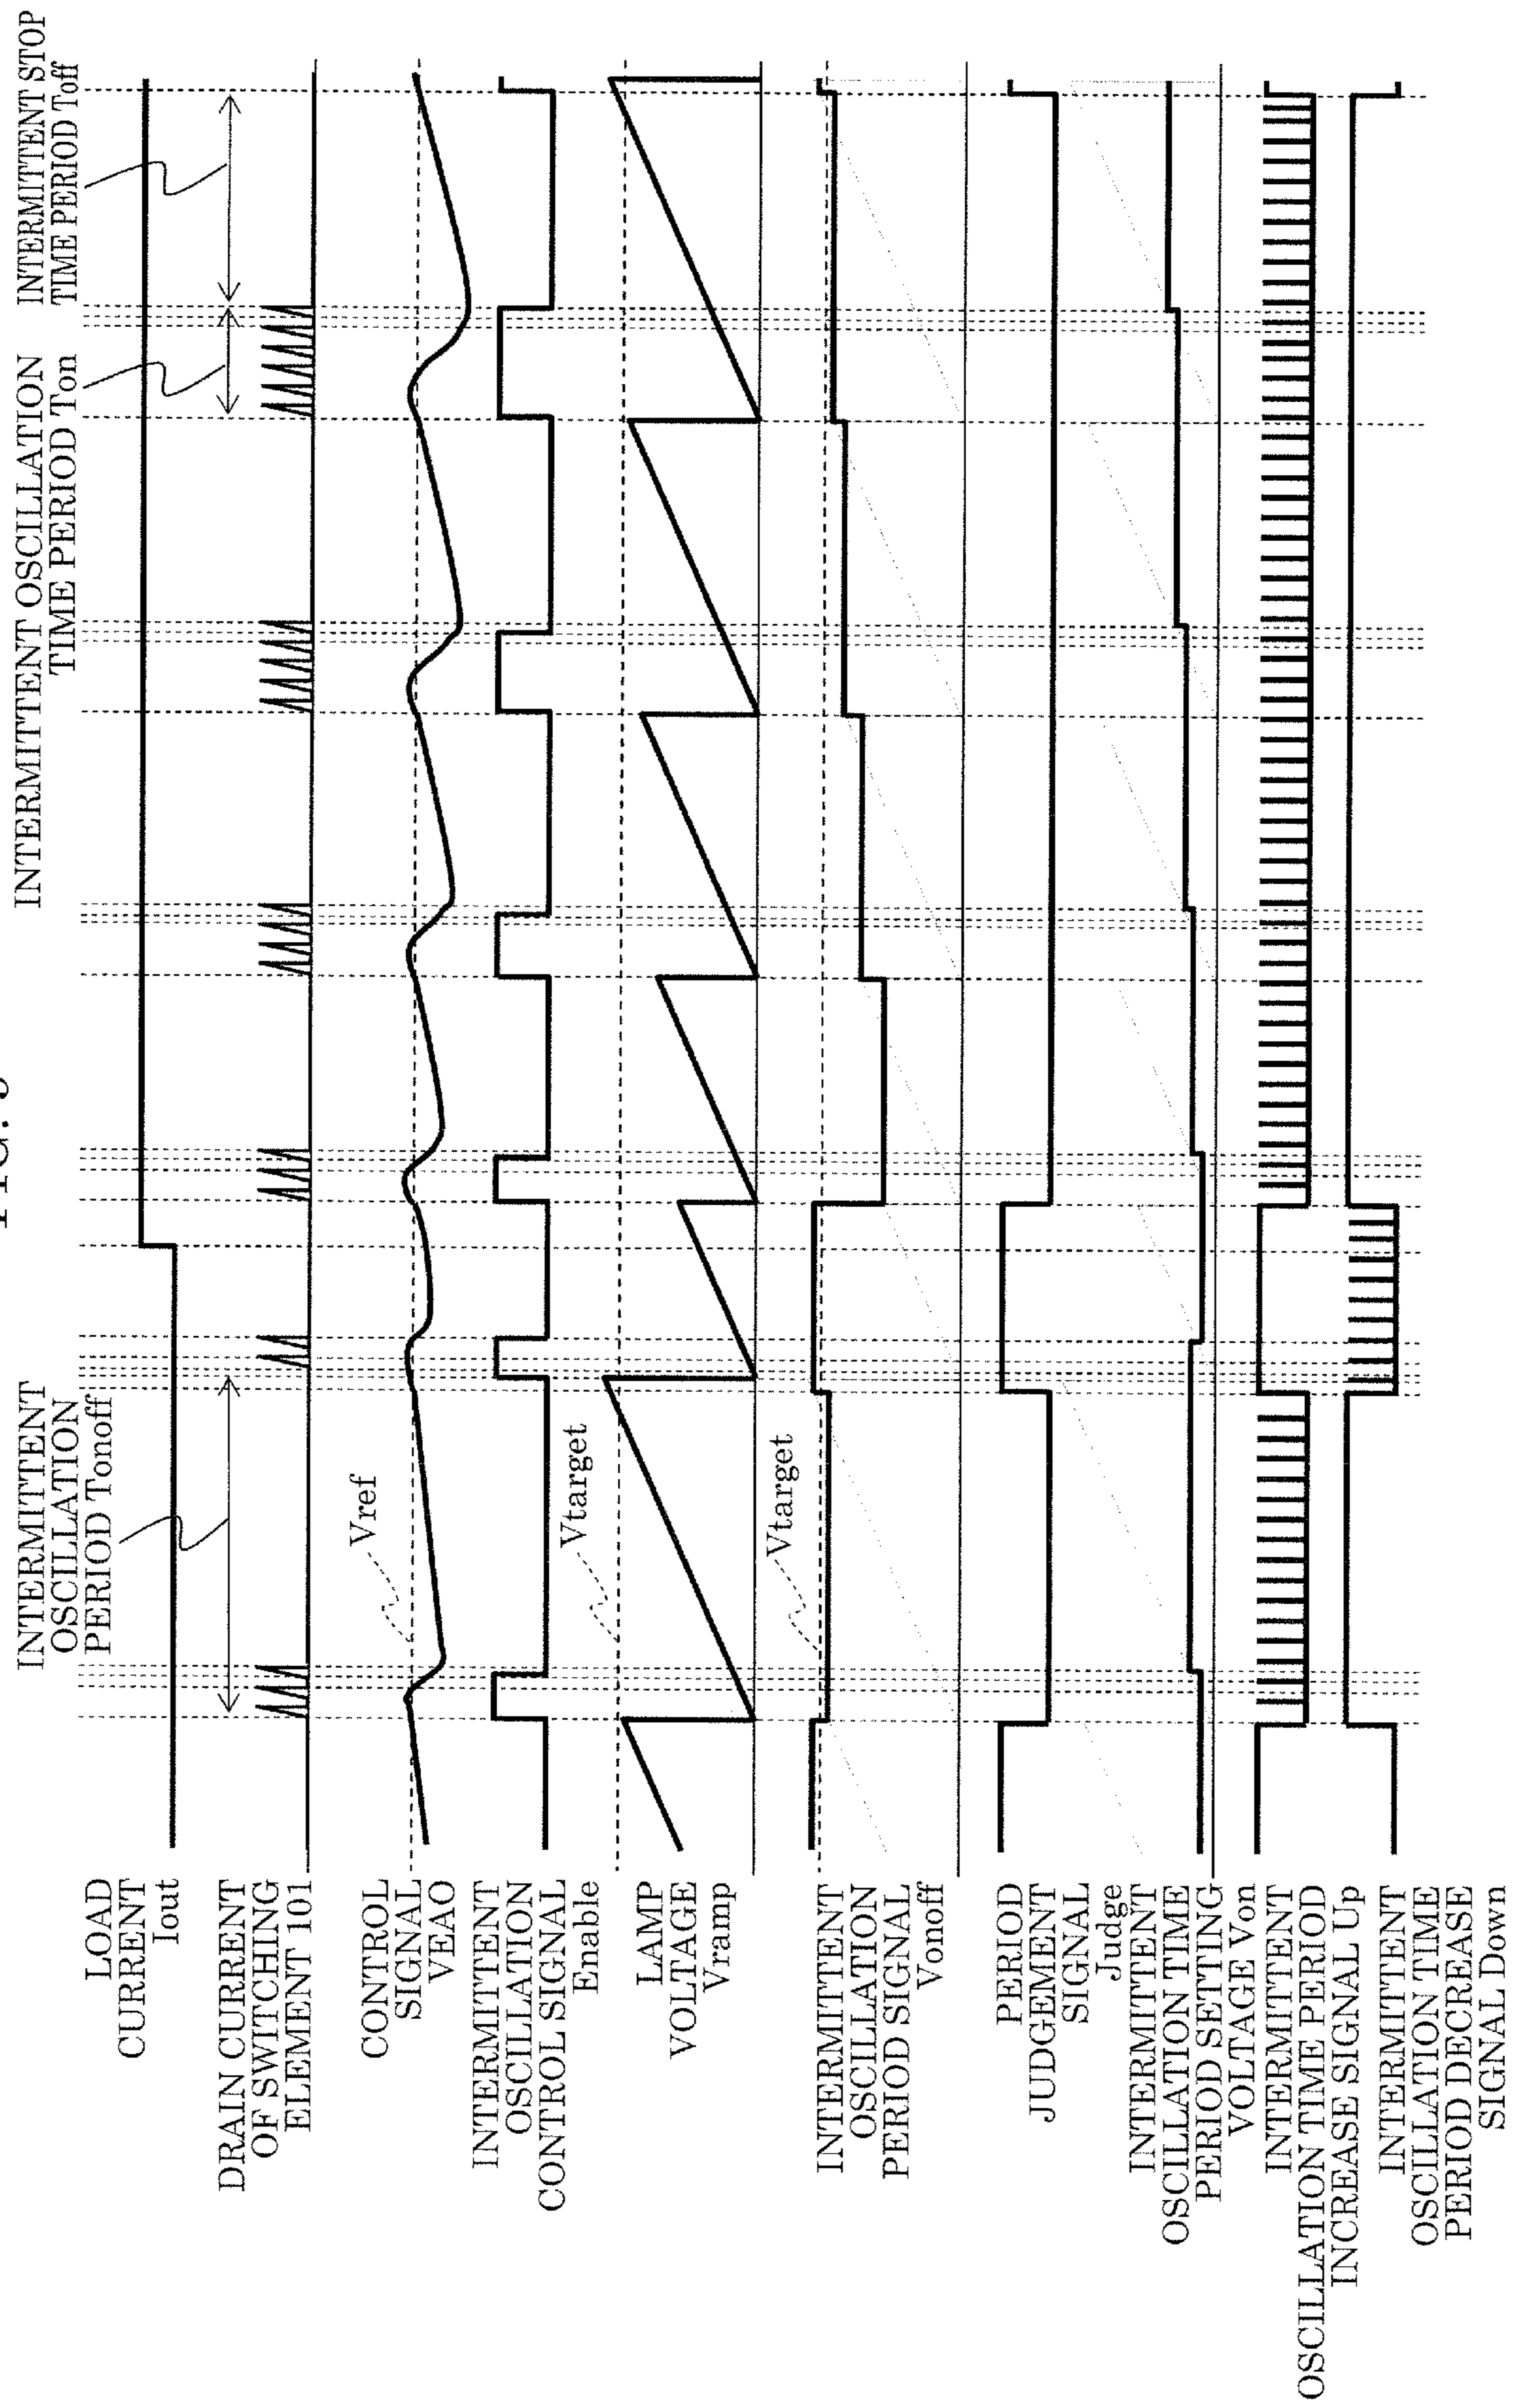 INTERMITTENT
OSCILLATION
PERIOD Tonoff
INTERMITTENT OSCILLATION
TIME PERIOD Ton
INTERMITTENT STOP
TIME PERIOD Toff
LOAD
CURRENT
Iout
DRAIN CURRENT
OF SWITCHING
ELEMENT 101
Vref
CONTROL
SIGNAL
VEAO
INTERMITTENT
OSCILLATION
CONTROL SIGNAL
Enable
Vtarget
LAMP
VOLTAGE
Vramp
Vtarget
INTERMITTENT
OSCILLATION
PERIOD SIGNAL
Vonoff
PERIOD
JUDGEMENT
SIGNAL
Judge
INTERMITTENT
OSCILLATION TIME
PERIOD SETTING
VOLTAGE Von
INTERMITTENT
OSCILLATION TIME PERIOD
INCREASE SIGNAL Up
INTERMITTENT
OSCILLATION TIME
PERIOD DECREASE
SIGNAL Down